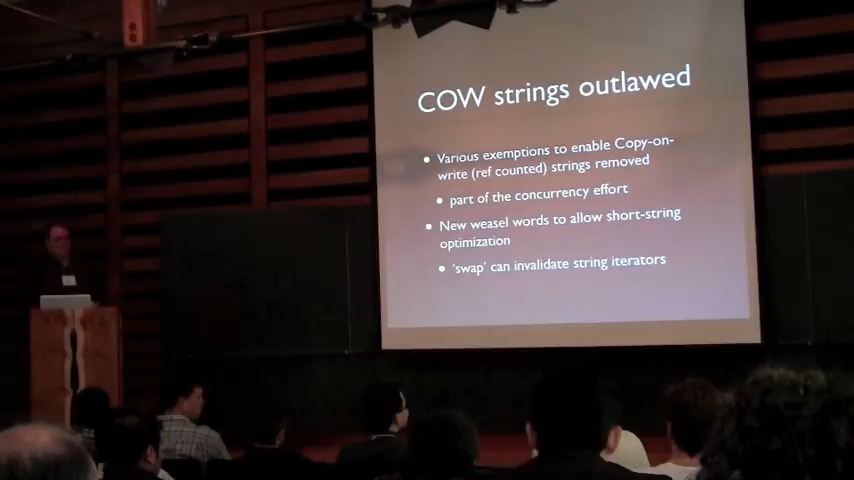 COW strings outlawed
• Various exemptions to enable Copy-on-
write (ref counted) strings removed
• part of the concurrency effort
• New weasel words to allow short-string
optimization
• 'swap' can invalidate string iterators